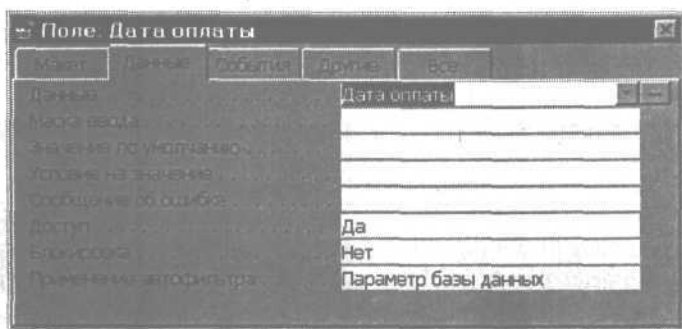 Поле: Дата оплаты
Макет Данные События Другие Все
Данные Дата оплаты
Маска ввода
Значение по умолчанию
Условие на значение
Сообщение об ошибке
Доступ Да
Блокировка Нет
Применение автофильтра Параметр базы данных